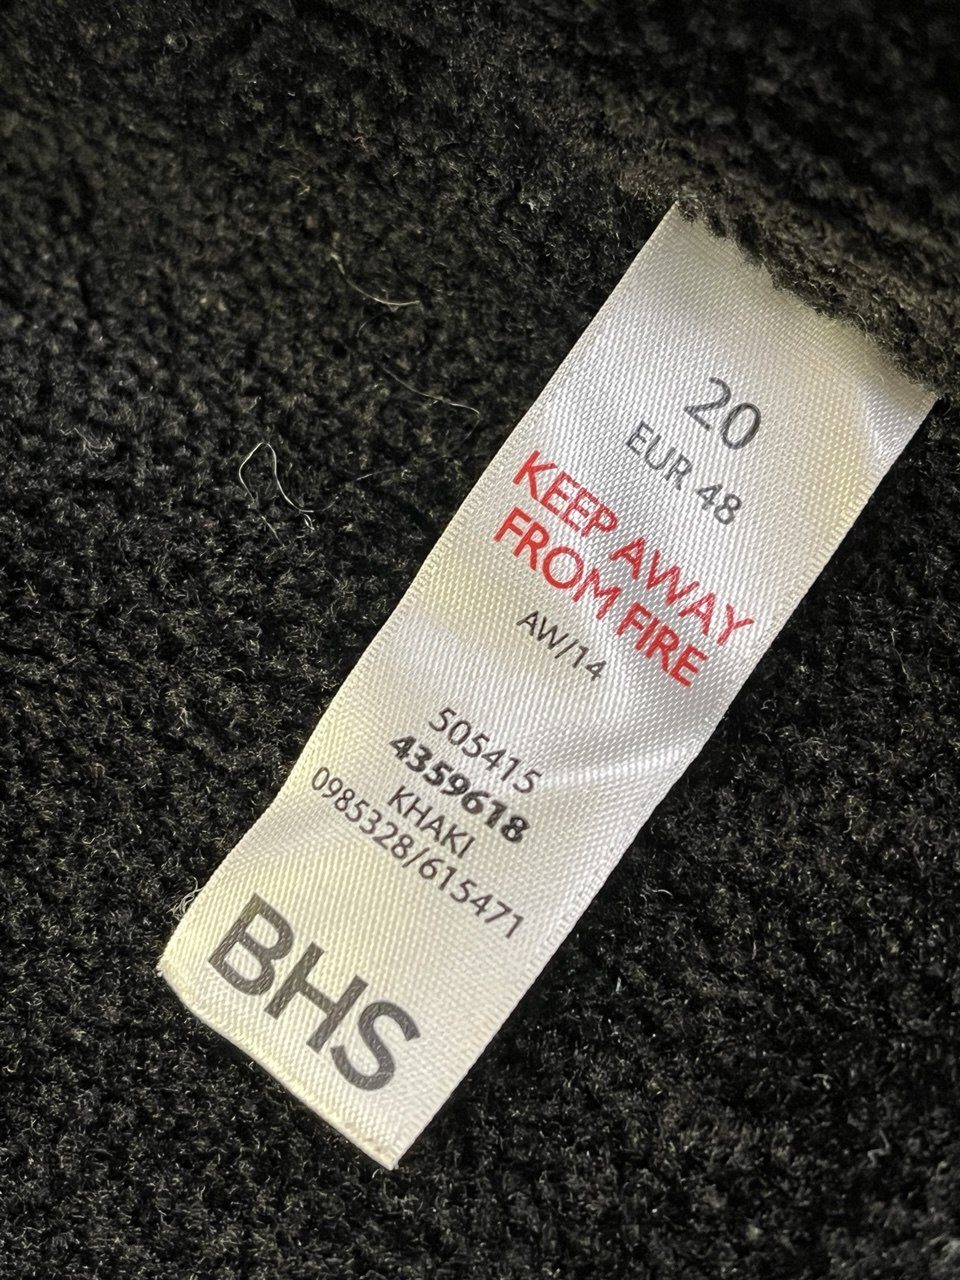 20
EUR 48
KEEP AWAY
FROM FIRE
AW/14
505415
4359618
KHAKI
0985328/615471
BHS